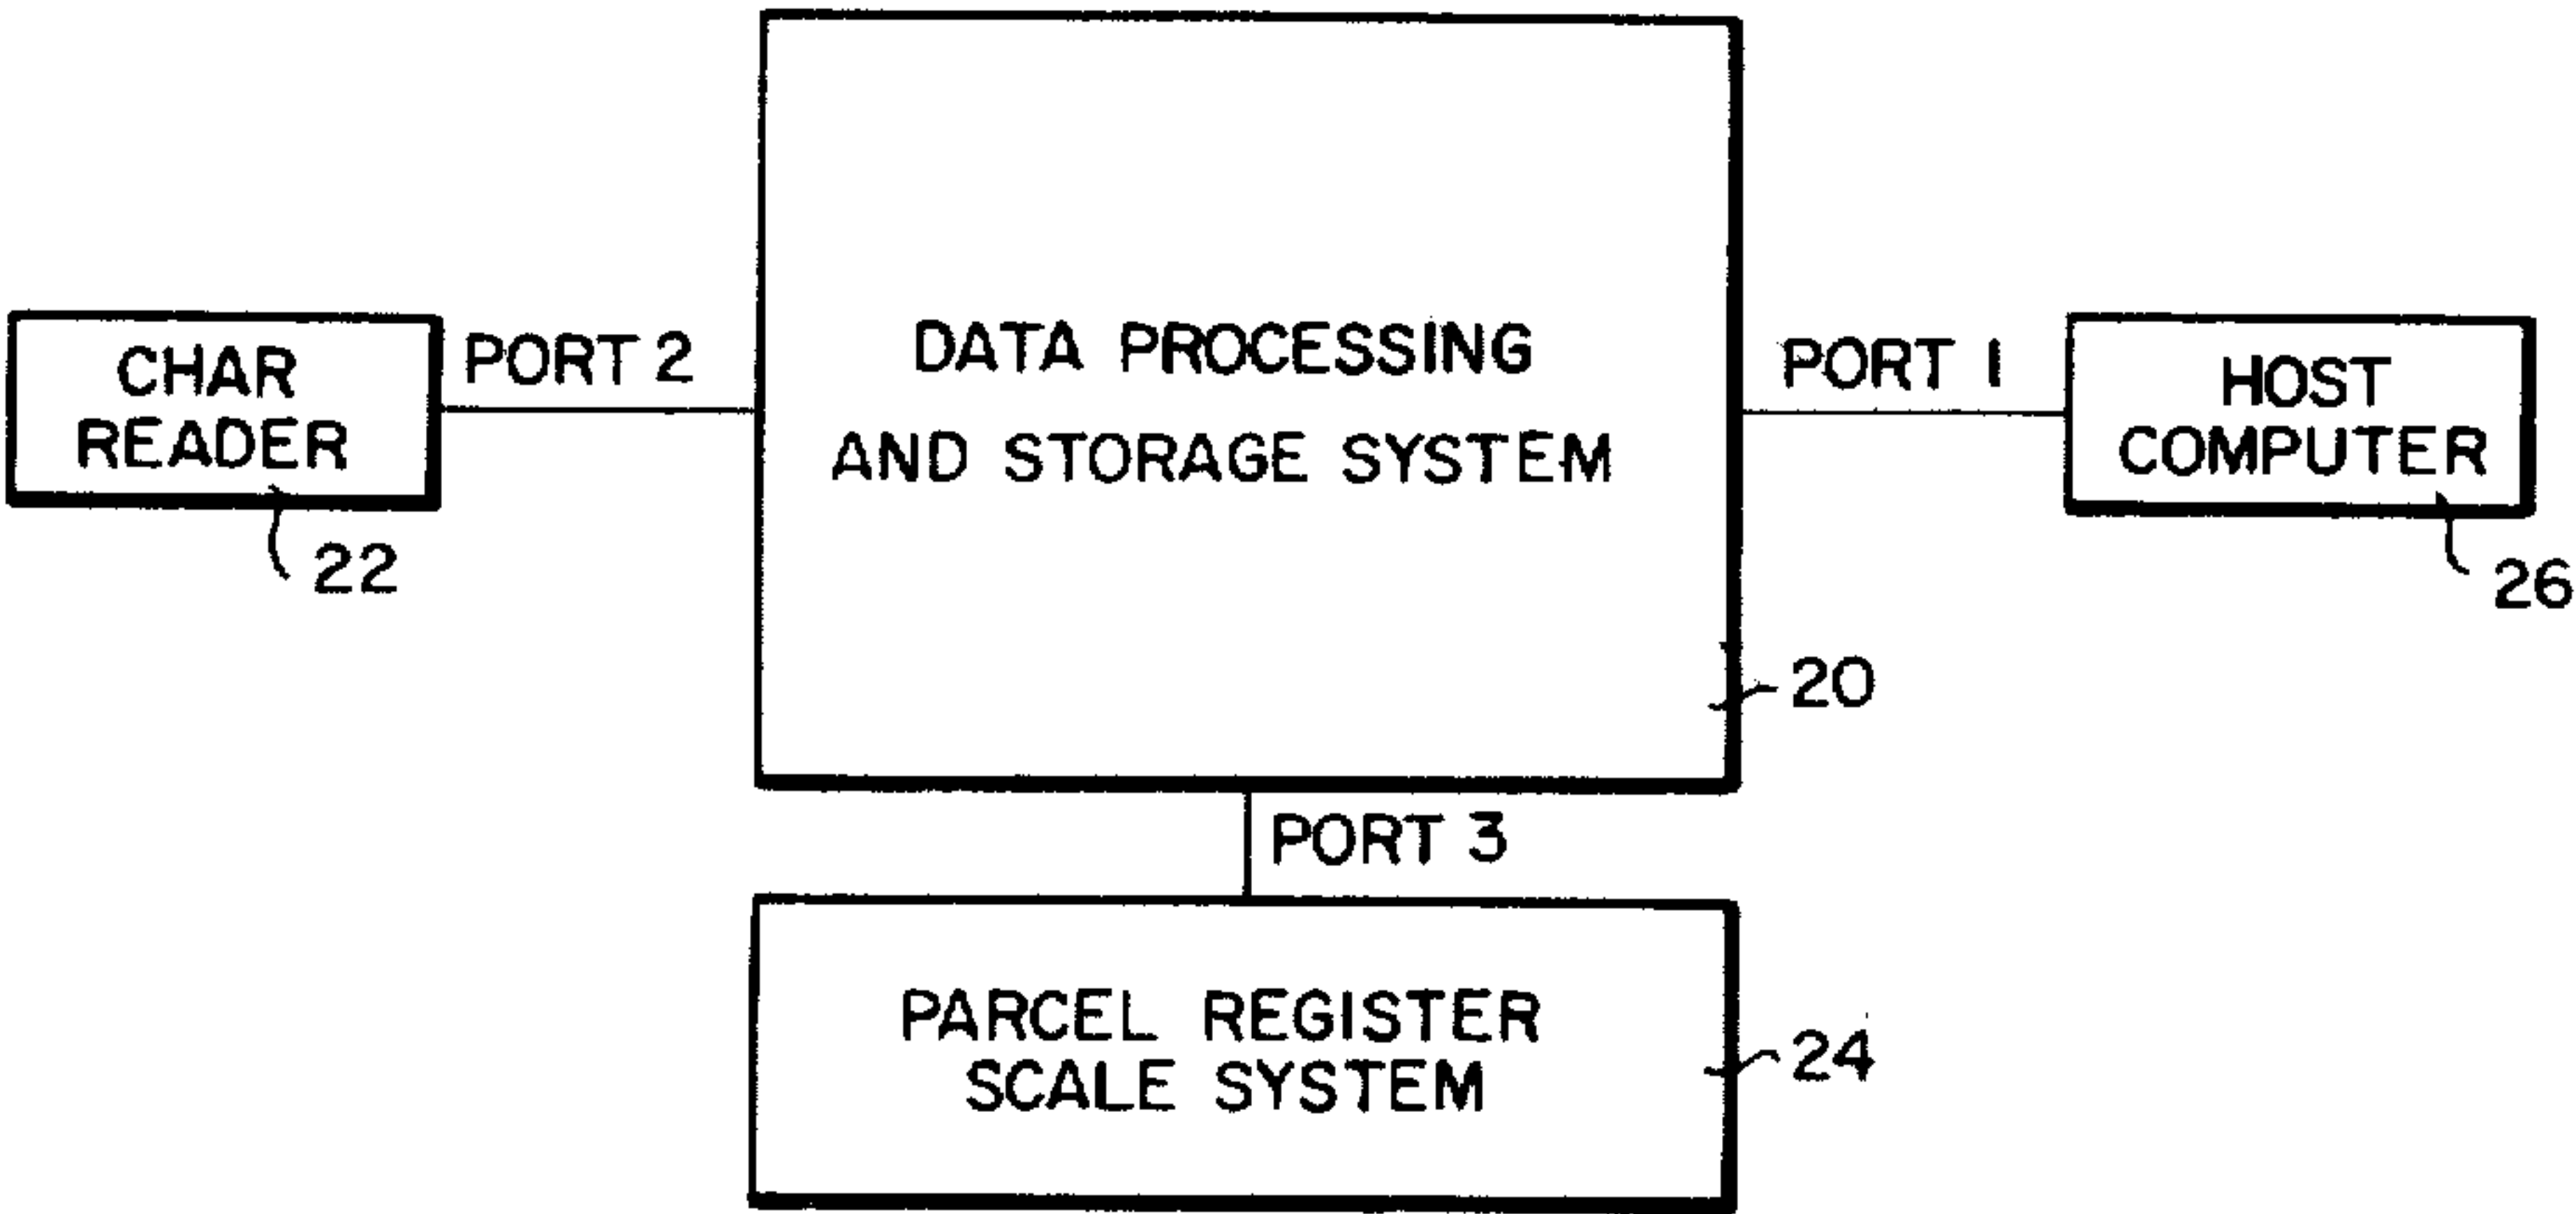 DATA PROCESSING
AND STORAGE SYSTEM
CHAR
READER
PORT 2
PORT 1
HOST
COMPUTER
22
26
20
PORT 3
PARCEL REGISTER
SCALE SYSTEM
24